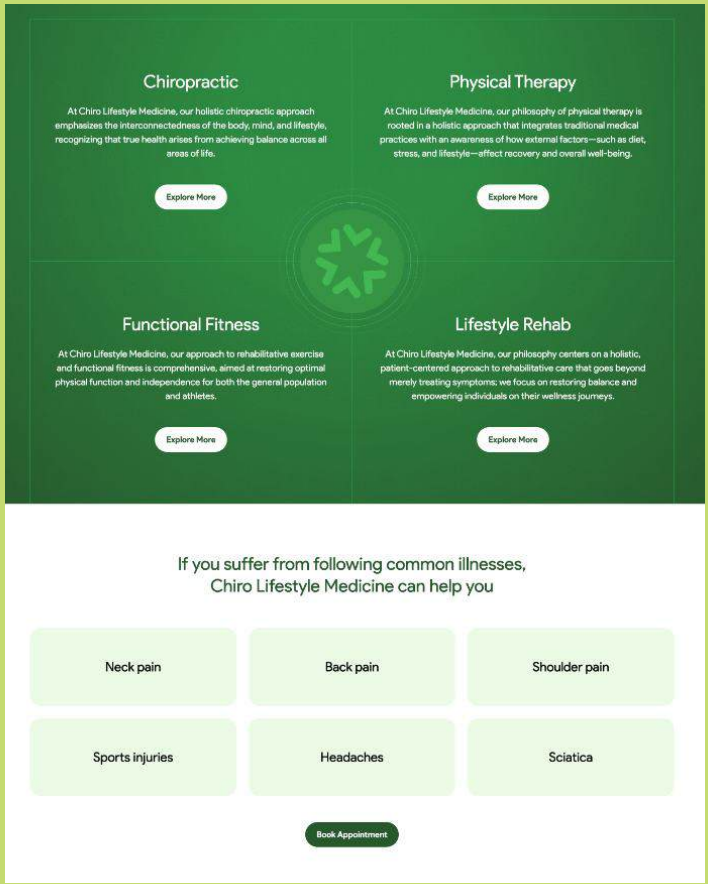 Chiropractic
At Chiro Lifestyle Medicine, our holistic chiropractic approach
emphasizes the interconnectedness of the body, mind, and lifestyle,
recognizing that true health arises from achieving balance across all
areas of life.
Explore More
Physical Therapy
At Chiro Lifestyle Medicine, our philosophy of physical therapy is
rooted in a holistic approach that integrates traditional medical
practices with an awareness of how external factors—such as diet,
stress, and lifestyle—affect recovery and overall well-being.
Explore More
Functional Fitness
At Chiro Lifestyle Medicine, our approach to rehabilitative exercise
and functional fitness is comprehensive, aimed at restoring optimal
physical function and independence for both the general population
and athletes.
Explore More
Lifestyle Rehab
At Chiro Lifestyle Medicine, our philosophy centers on a holistic,
patient-centered approach to rehabilitative care that goes beyond
merely treating symptoms; we focus on restoring balance and
empowering individuals on their wellness journeys.
Explore More
If you suffer from following common illnesses,
Chiro Lifestyle Medicine can help you
Neck pain
Back pain
Shoulder pain
Sports injuries
Headaches
Sciatica
Book Appointment